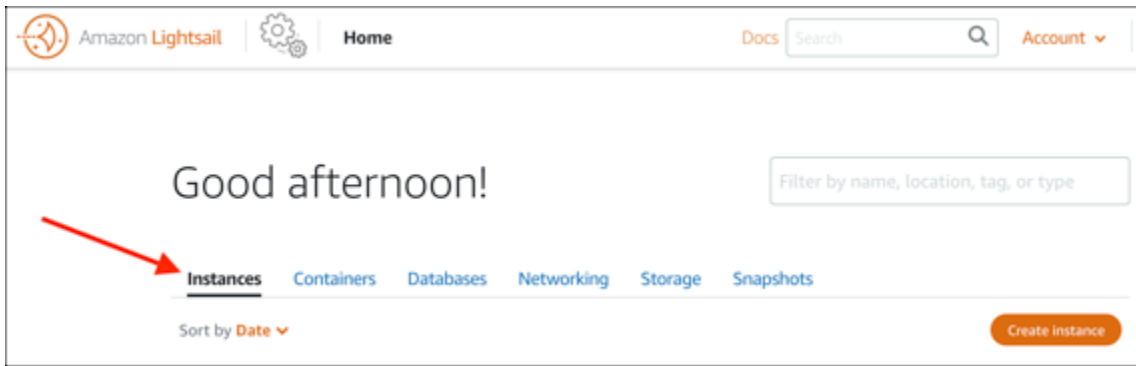 Amazon Lightsail Home Docs Search Account
Good afternoon!
Filter by name, location, tag, or type
Instances Containers Databases Networking Storage Snapshots
Sort by Date Create instance